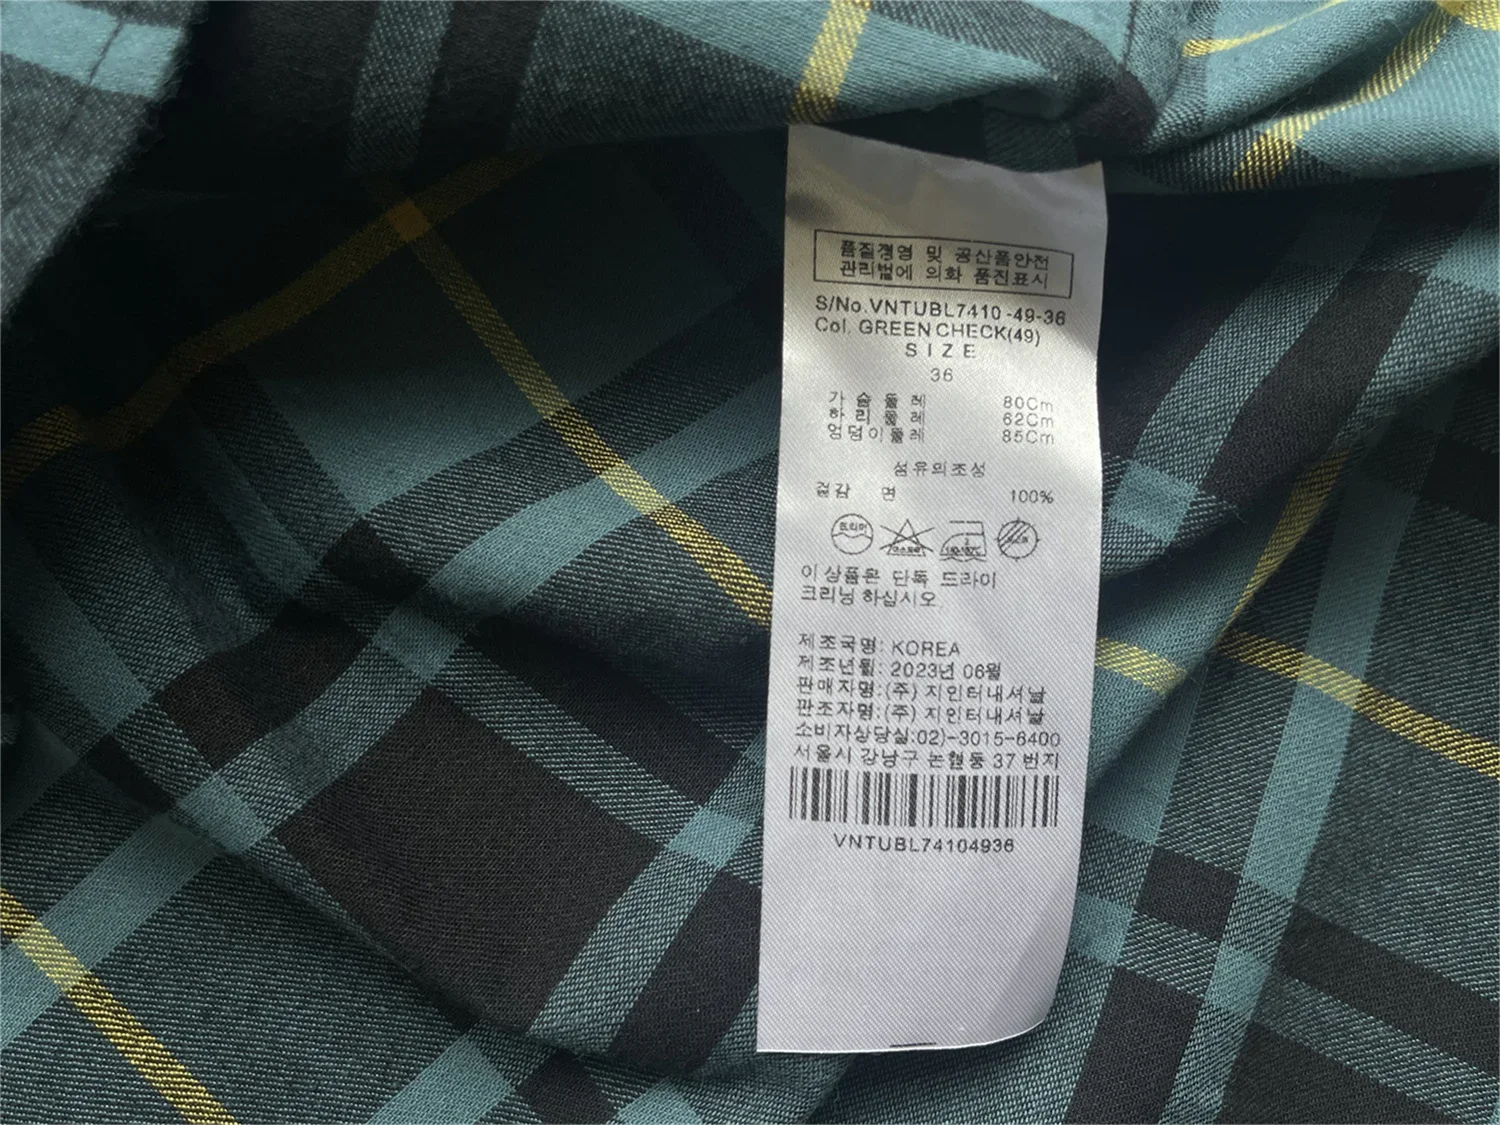 품질경영 및 공산품안전
관리법에 의화 품진표시
S/No.VNTUBL7410-49-36
Col. GREEN CHECK(49)
SIZE
36
가슴둘레 80Cm
허리둘레 62Cm
엉덩이둘레 85Cm
섬유의조성
겉감 면 100%
드라이
이 상품은 단독 드라이
크리닝 하십시오.
제조국명: KOREA
제조년월: 2023년 06월
판매자명:(주) 지인터내셔날
판조자명:(주) 지인터내셔날
소비자상당실:02)-3015-6400
서울시 강남구 논현동 37 번지
VNTUBL74104936